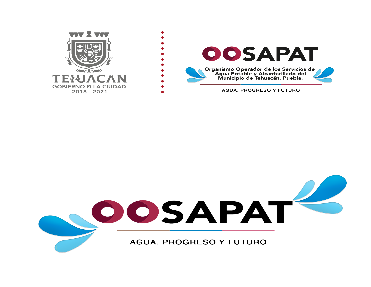 TEHUACAN
GOBIERNO DE LA CIUDAD
2018 - 2021
OOSAPAT
Organismo Operador de los Servicios de
Agua Potable y Alcantarillado del
Municipio de Tehuacán, Puebla.
AGUA, PROGRESO Y FUTURO
OOSAPAT
AGUA, PROGRESO Y FUTURO